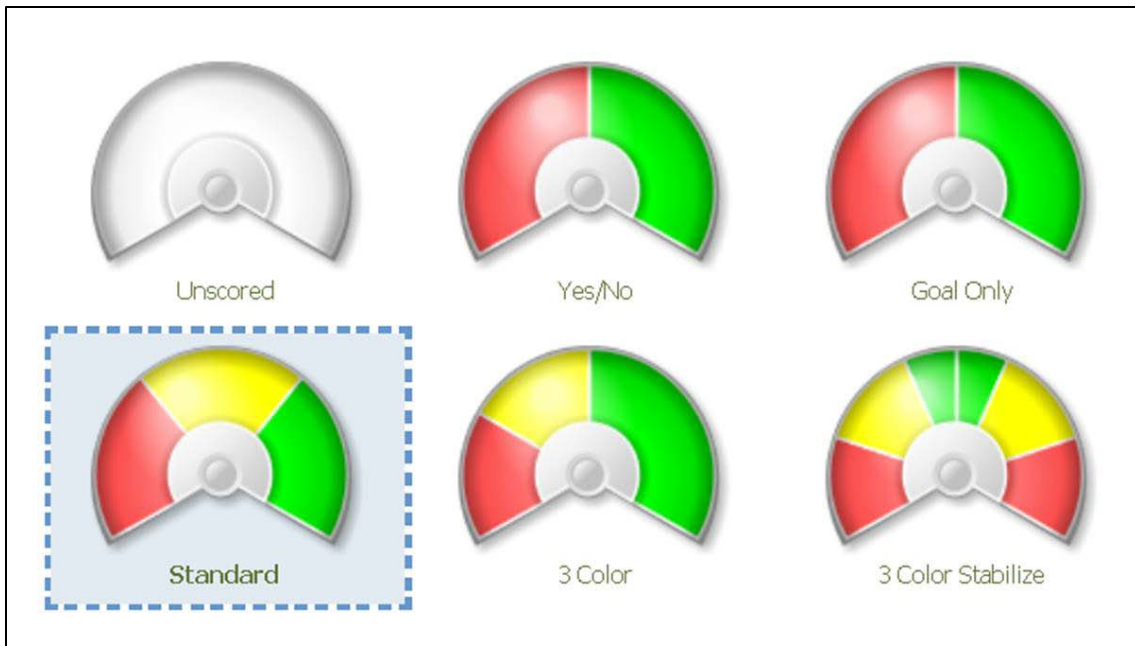 Unscored
Yes/No
Goal Only
Standard
3 Color
3 Color Stabilize